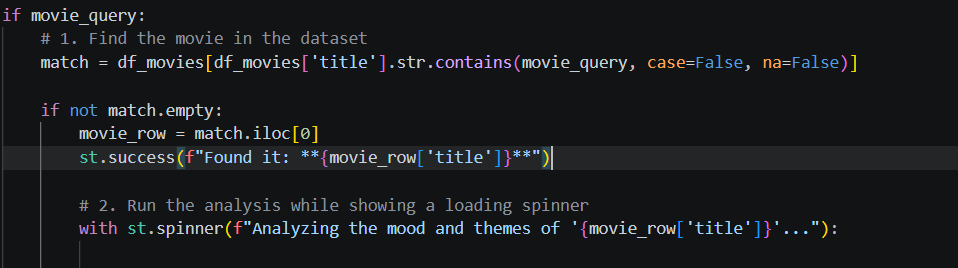 if movie_query:
    # 1. Find the movie in the dataset
    match = df_movies[df_movies['title'].str.contains(movie_query, case=False, na=False)]
    if not match.empty:
        movie_row = match.iloc[0]
        st.success(f"Found it: **{movie_row['title']}**")
        # 2. Run the analysis while showing a loading spinner
        with st.spinner(f"Analyzing the mood and themes of '{movie_row['title']}'..."):